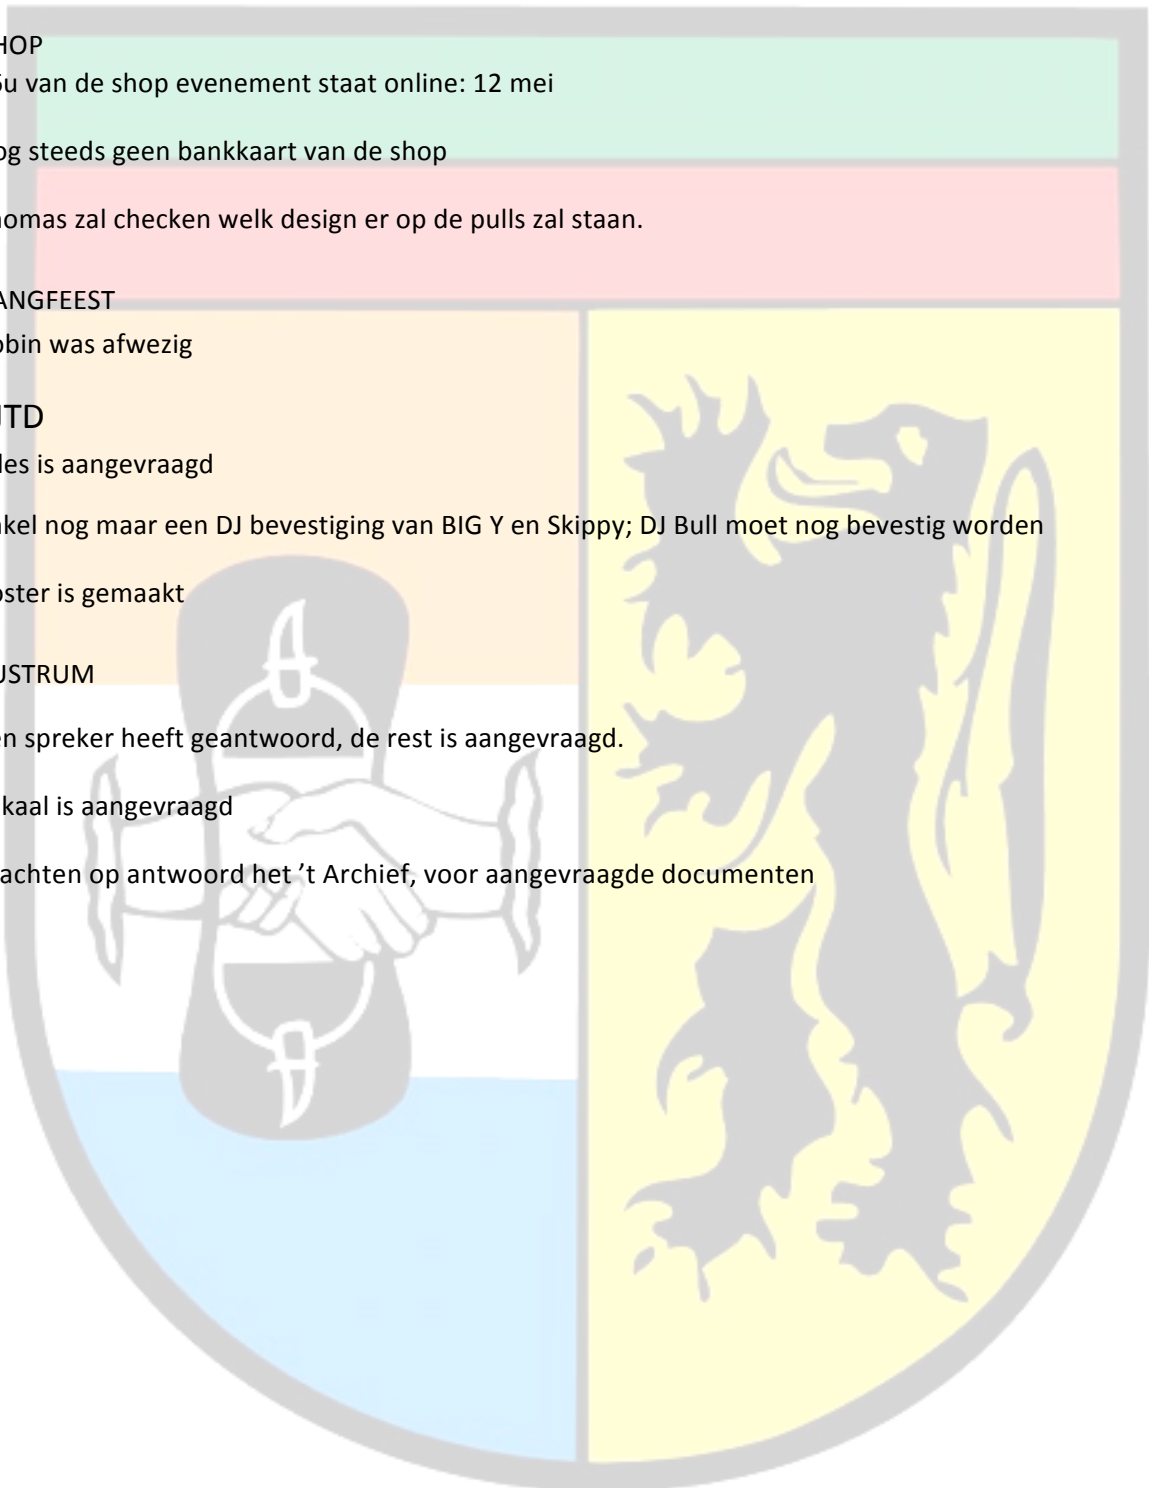 HOP
6u van de shop evenement staat online: 12 mei
og steeds geen bankkaart van de shop
homas zal checken welk design er op de pulls zal staan.
ANGFEEST
obin was afwezig
TD
les is aangevraagd
kel nog maar een DJ bevestiging van BIG Y en Skippy; DJ Bull moet nog bevestig worden
oster is gemaakt
USTRUM
en spreker heeft geantwoord, de rest is aangevraagd.
kaal is aangevraagd
achten op antwoord het ’t Archief, voor aangevraagde documenten